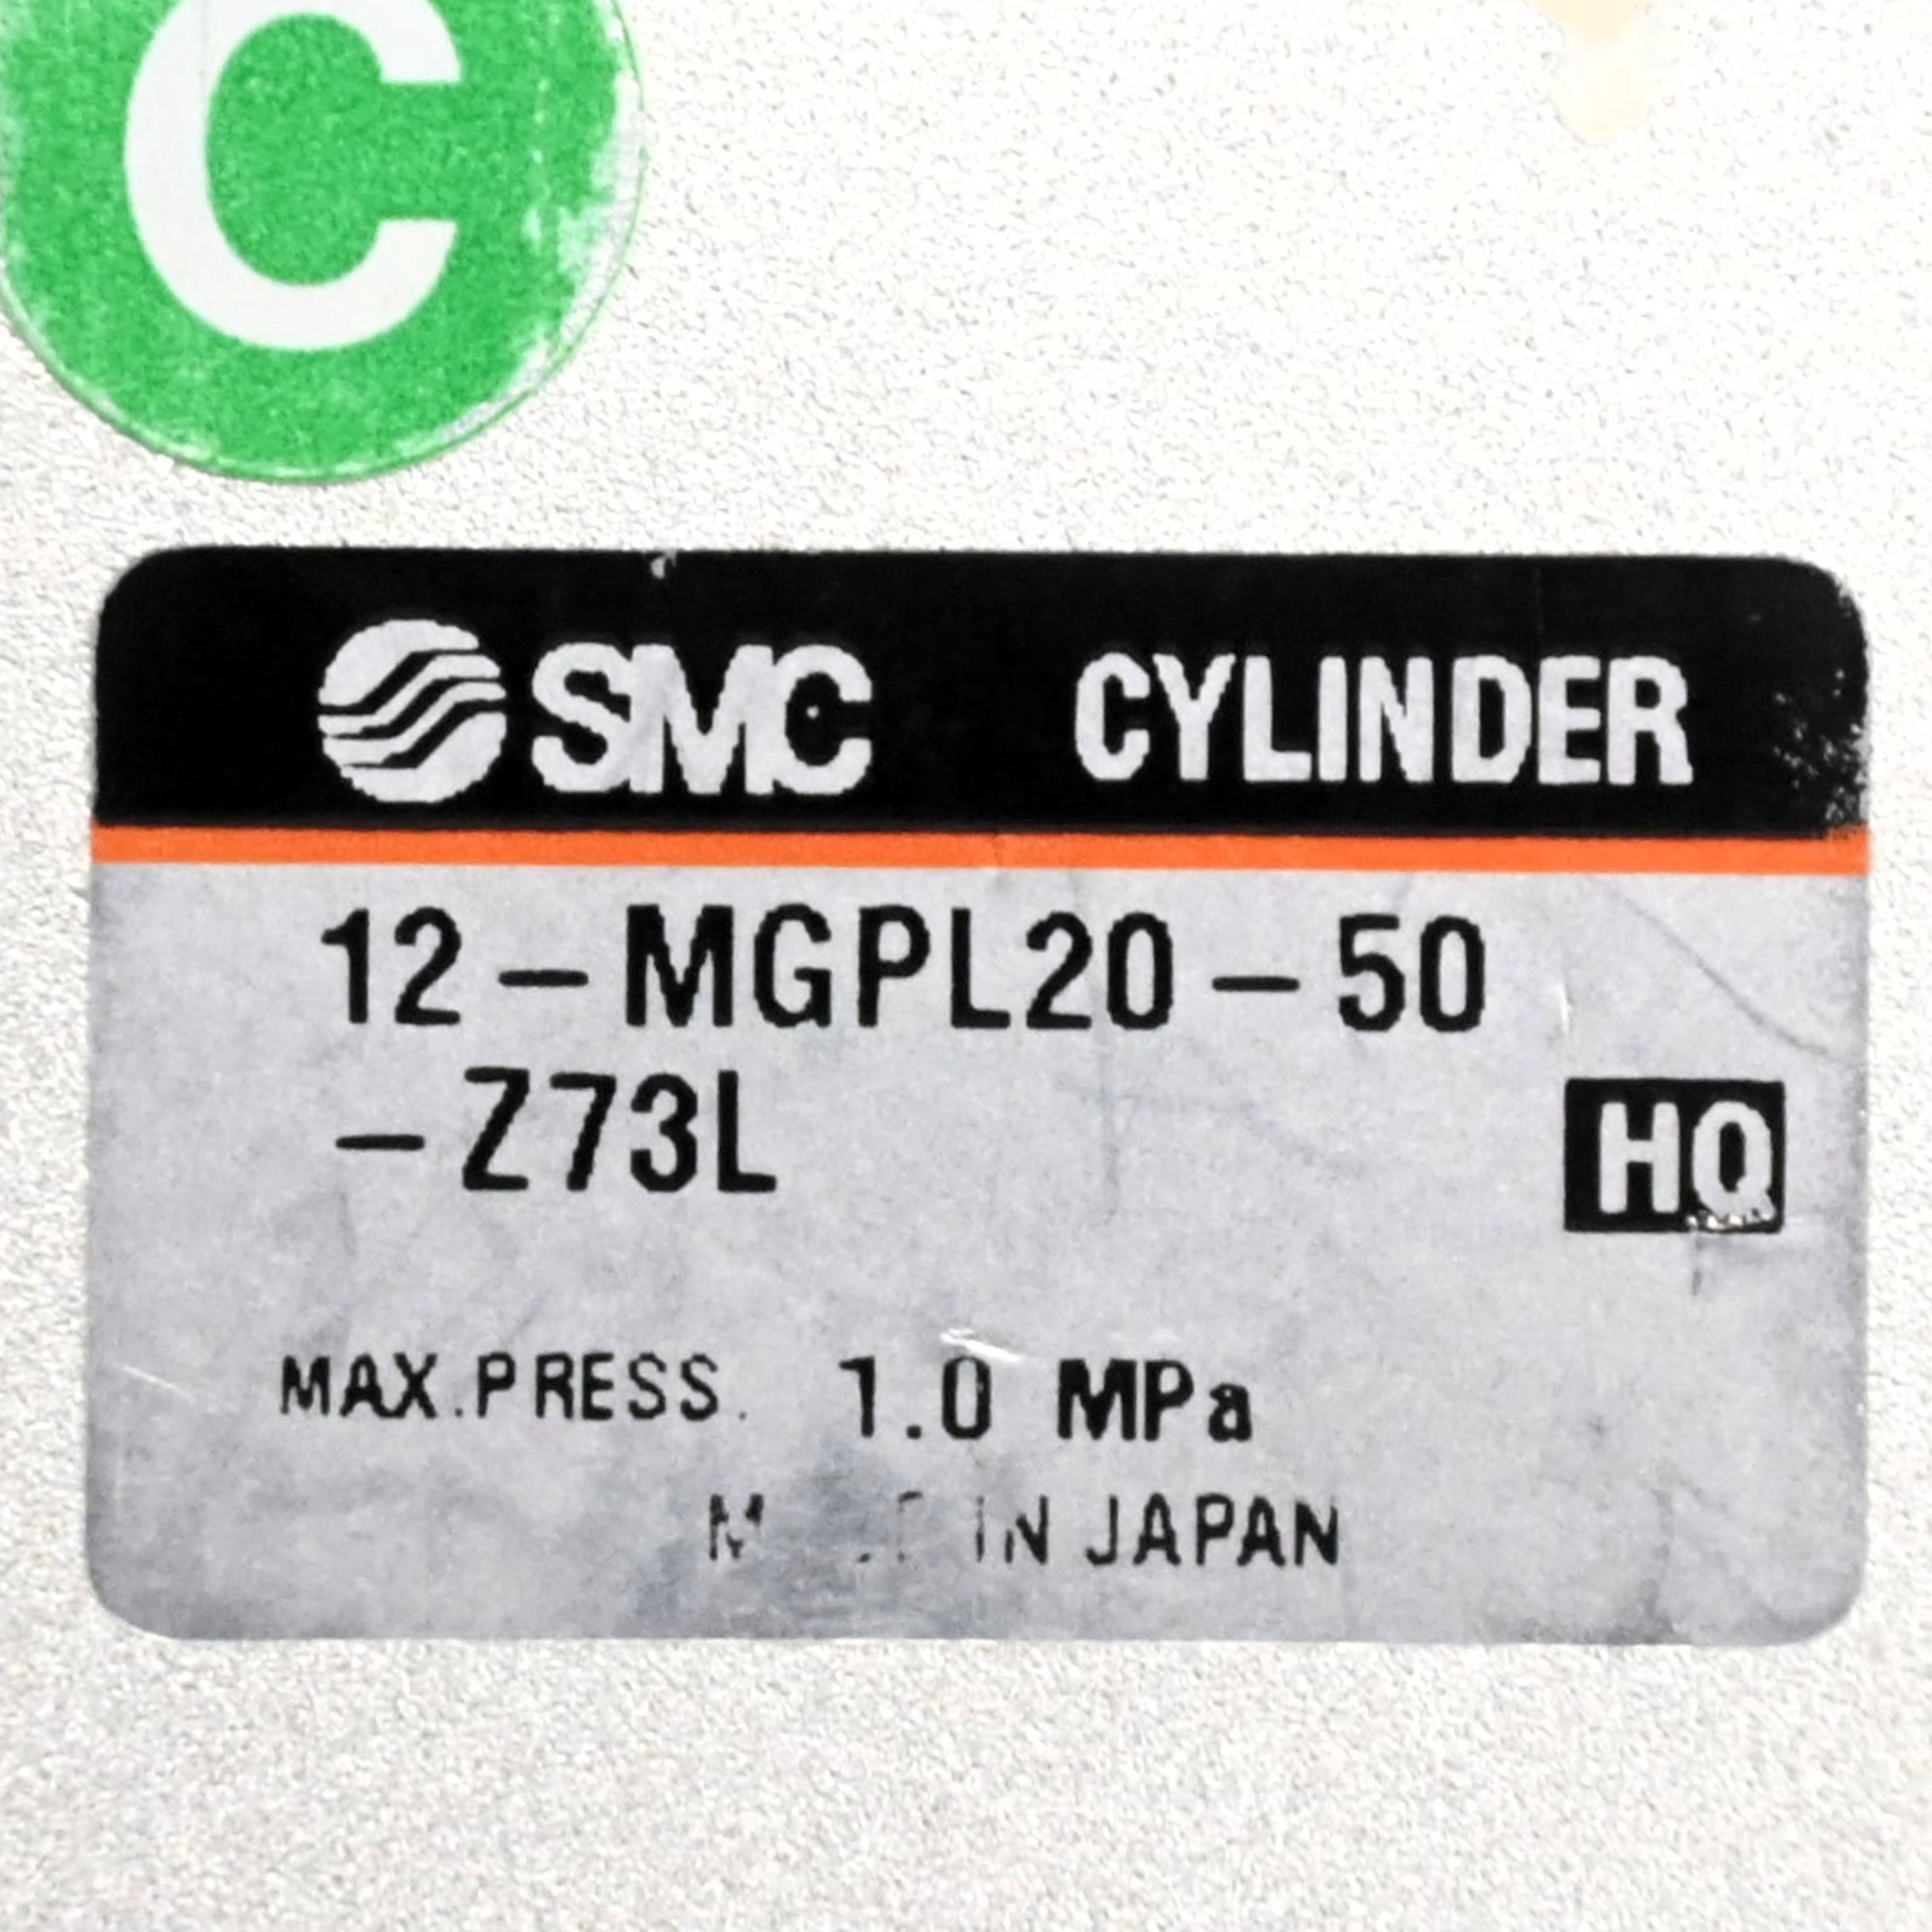 C
SMC CYLINDER
12-MGPL20-50
-Z73L
HQ
MAX.PRESS. 1.0 MPa
IN JAPAN